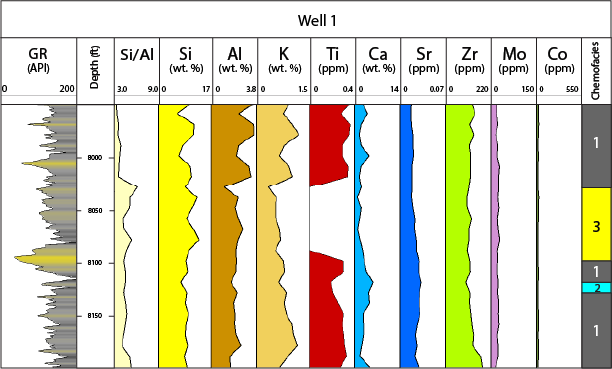 Well 1
GR Si/Al Si Al K Ti Ca Sr Zr Mo Co
(API) Depth (ft) (wt. %) (wt. %) (wt. %) (ppm) (wt. %) (ppm) (ppm) (ppm) (ppm) Chemofacies
0 200 3.0 9.0 0 17 0 3.8 0 1.5 0 0.4 0 14 0 0.07 0 220 0 150 0 550
1
8000
3
8050
8100
1
2
8150
1